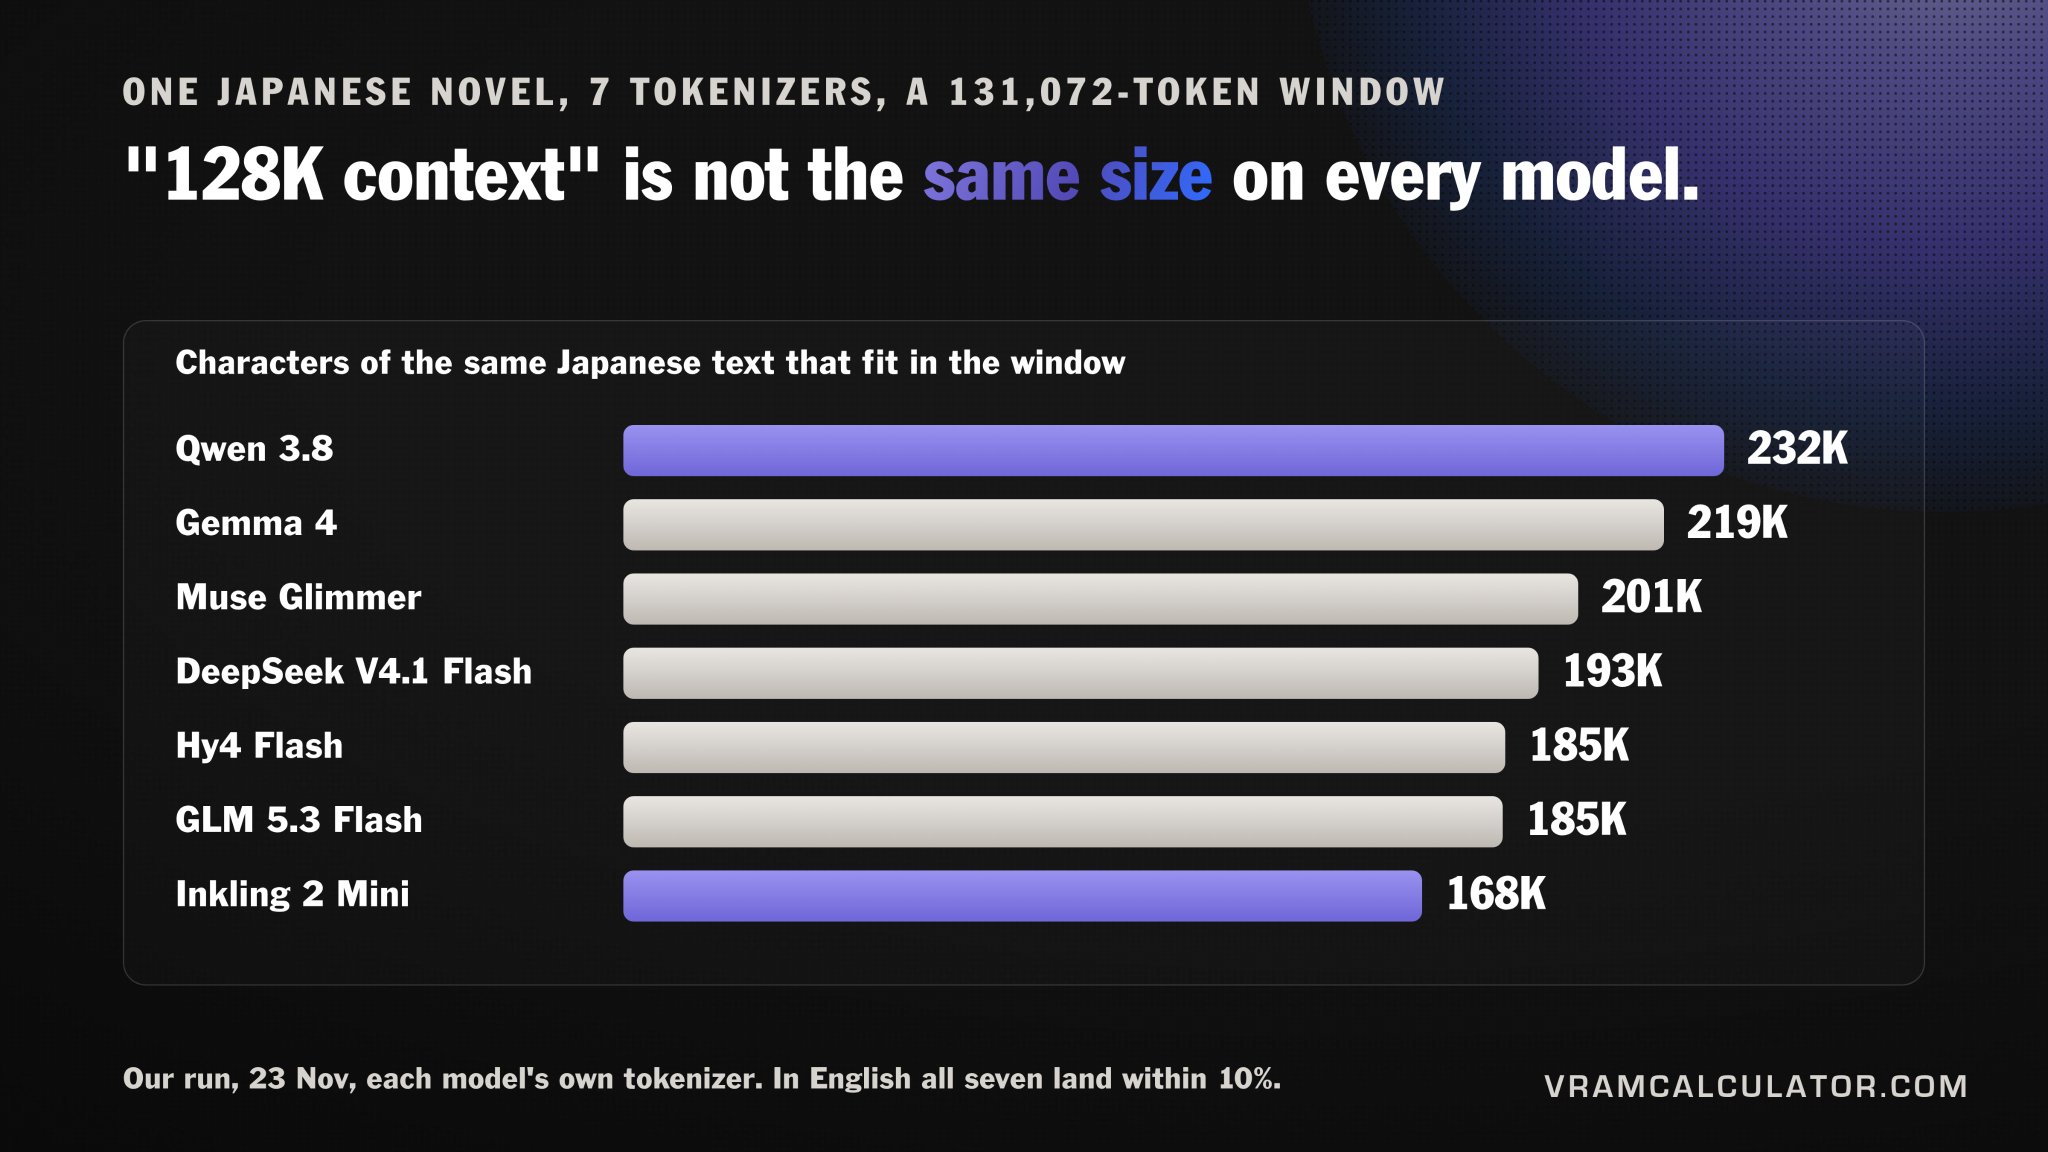 ONE JAPANESE NOVEL, 7 TOKENIZERS, A 131,072-TOKEN WINDOW
"128K context" is not the same size on every model.
Characters of the same Japanese text that fit in the window
Qwen 3.8 232K
Gemma 4 219K
Muse Glimmer 201K
DeepSeek V4.1 Flash 193K
Hy4 Flash 185K
GLM 5.3 Flash 185K
Inkling 2 Mini 168K
Our run, 23 Nov, each model's own tokenizer. In English all seven land within 10%.
VRAMCALCULATOR.COM